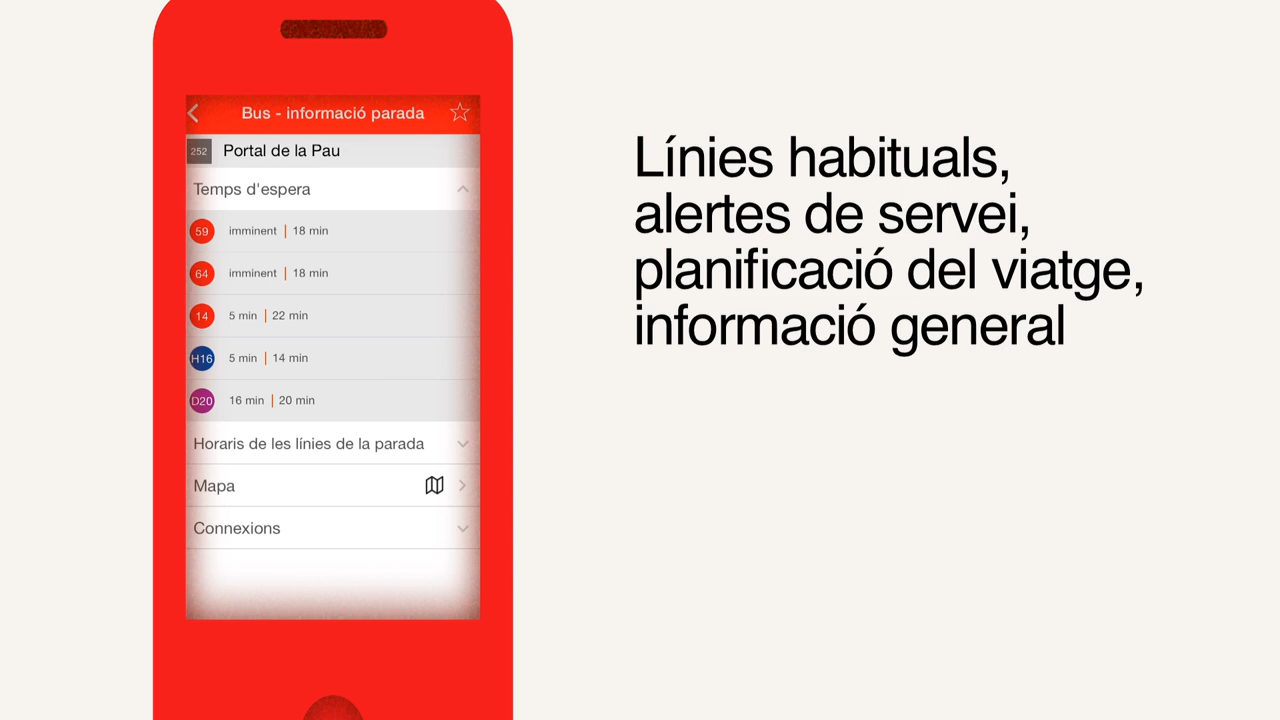 Bus - informació parada
252 Portal de la Pau
Temps d'espera
59 imminent | 18 min
64 imminent | 18 min
14 5 min | 22 min
H16 5 min | 14 min
D20 16 min | 20 min
Horaris de les línies de la parada
Mapa
Connexions
Línies habituals,
alertes de servei,
planificació del viatge,
informació general